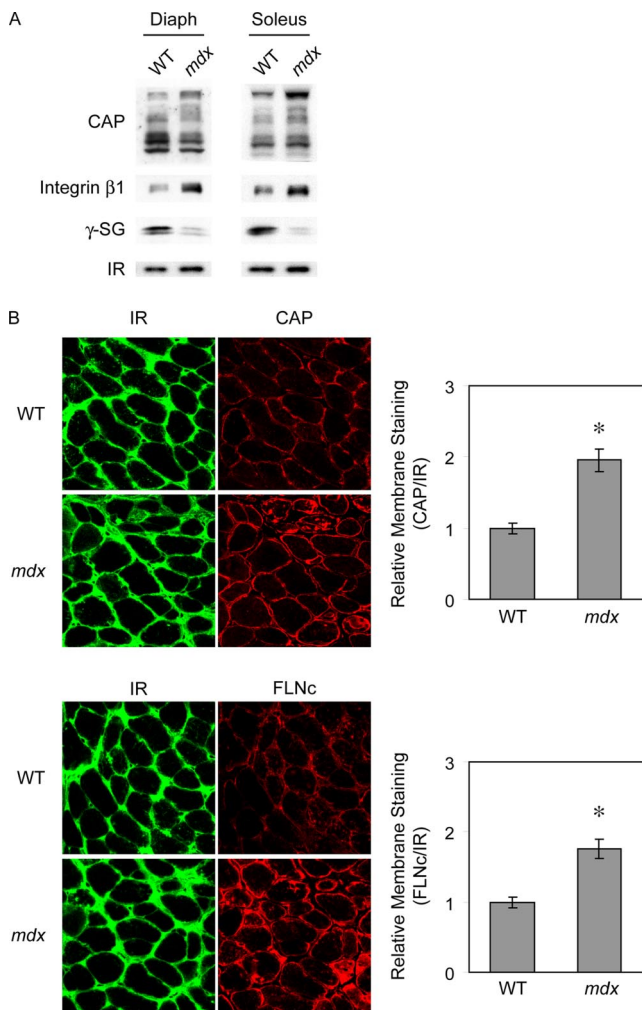 A
Diaph Soleus
WT mdx WT mdx
CAP
Integrin β1
γ-SG
IR
B
IR CAP
WT
mdx
Relative Membrane Staining
(CAP/IR)
3
2
1
0
*
WT mdx
IR FLNc
WT
mdx
Relative Membrane Staining
(FLNc/IR)
3
2
1
0
*
WT mdx